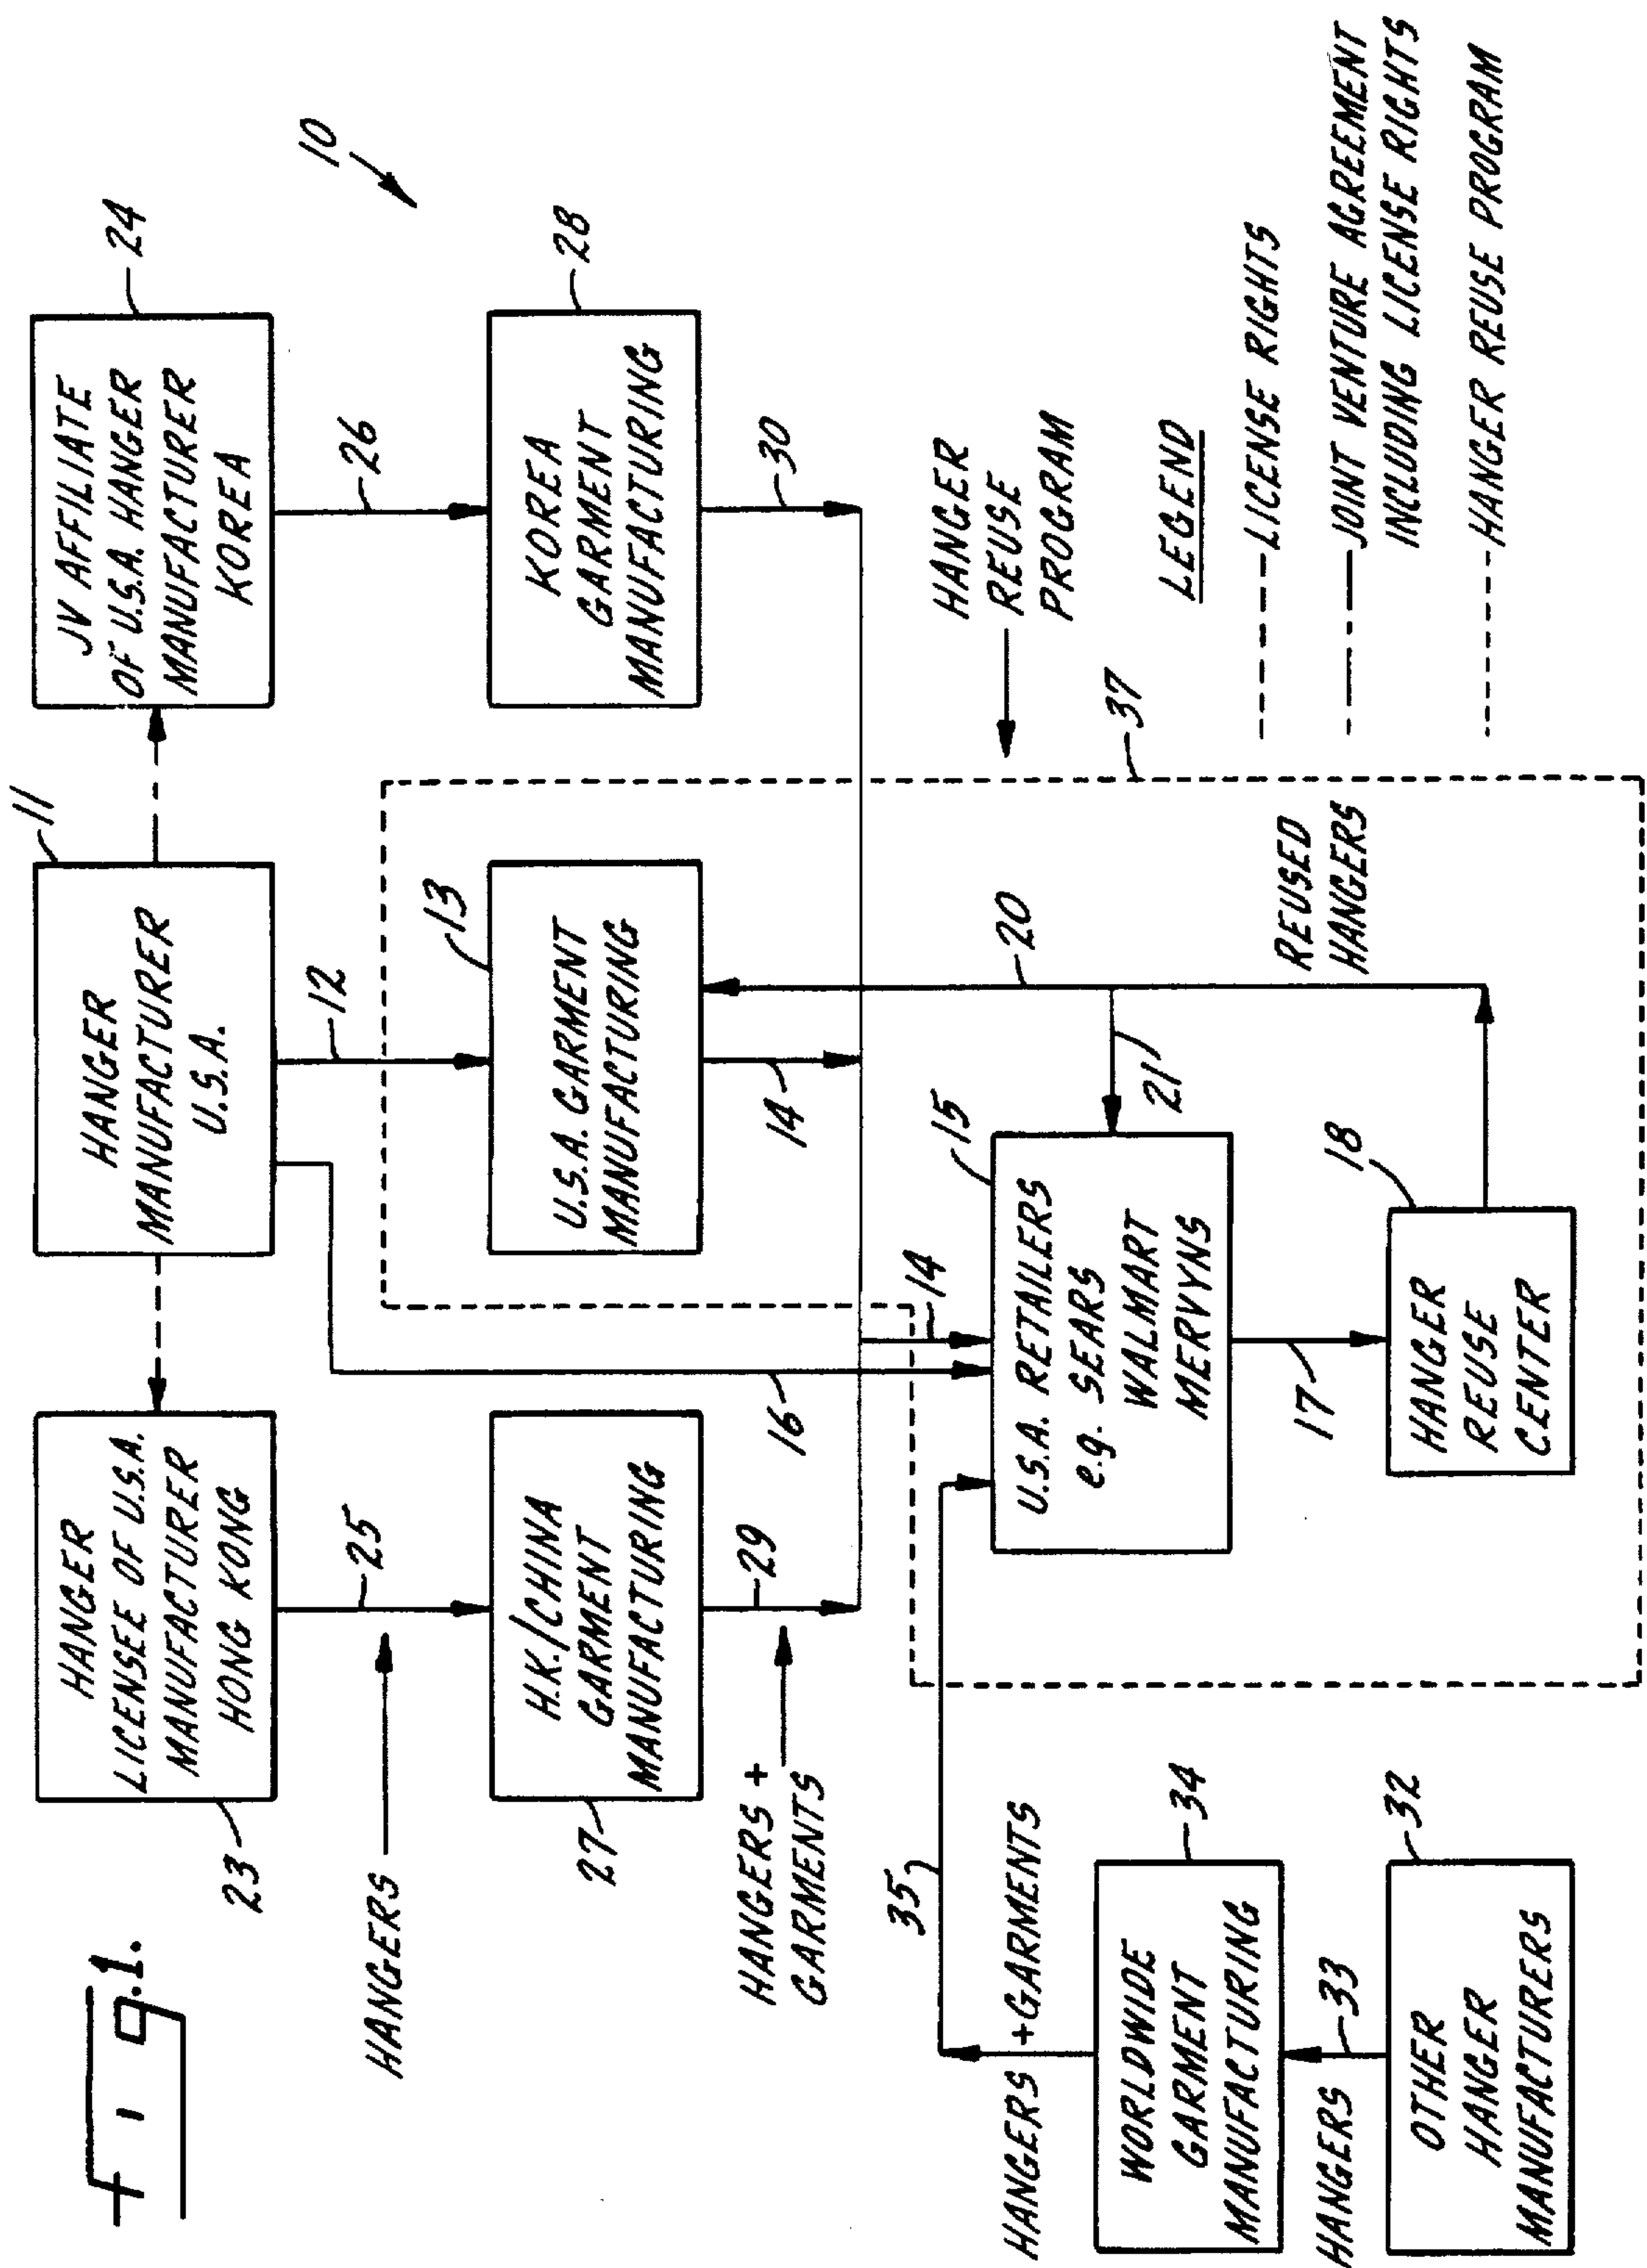 Fig.1.
10
HANGER
LICENSEE OF U.S.A.
MANUFACTURER
HONG KONG
23
HANGER
MANUFACTURER
U.S.A.
11
JV AFFILIATE
OF U.S.A. HANGER
MANUFACTURER
KOREA
24
HANGERS
25
12
26
H.K./CHINA
GARMENT
MANUFACTURING
27
U.S.A. GARMENT
MANUFACTURING
13
KOREA
GARMENT
MANUFACTURING
28
HANGERS +
GARMENTS
29
16
14
30
14
35
HANGERS + GARMENTS
WORLDWIDE
GARMENT
MANUFACTURING
34
HANGERS
33
OTHER
HANGER
MANUFACTURERS
32
U.S.A. RETAILERS
e.g. SEARS
WALMART
MERVYNS
15
21
20
17
HANGER
REUSE
CENTER
18
REUSED
HANGERS
37
HANGER
REUSE
PROGRAM
LEGEND
LICENSE RIGHTS
JOINT VENTURE AGREEMENT
INCLUDING LICENSE RIGHTS
HANGER REUSE PROGRAM